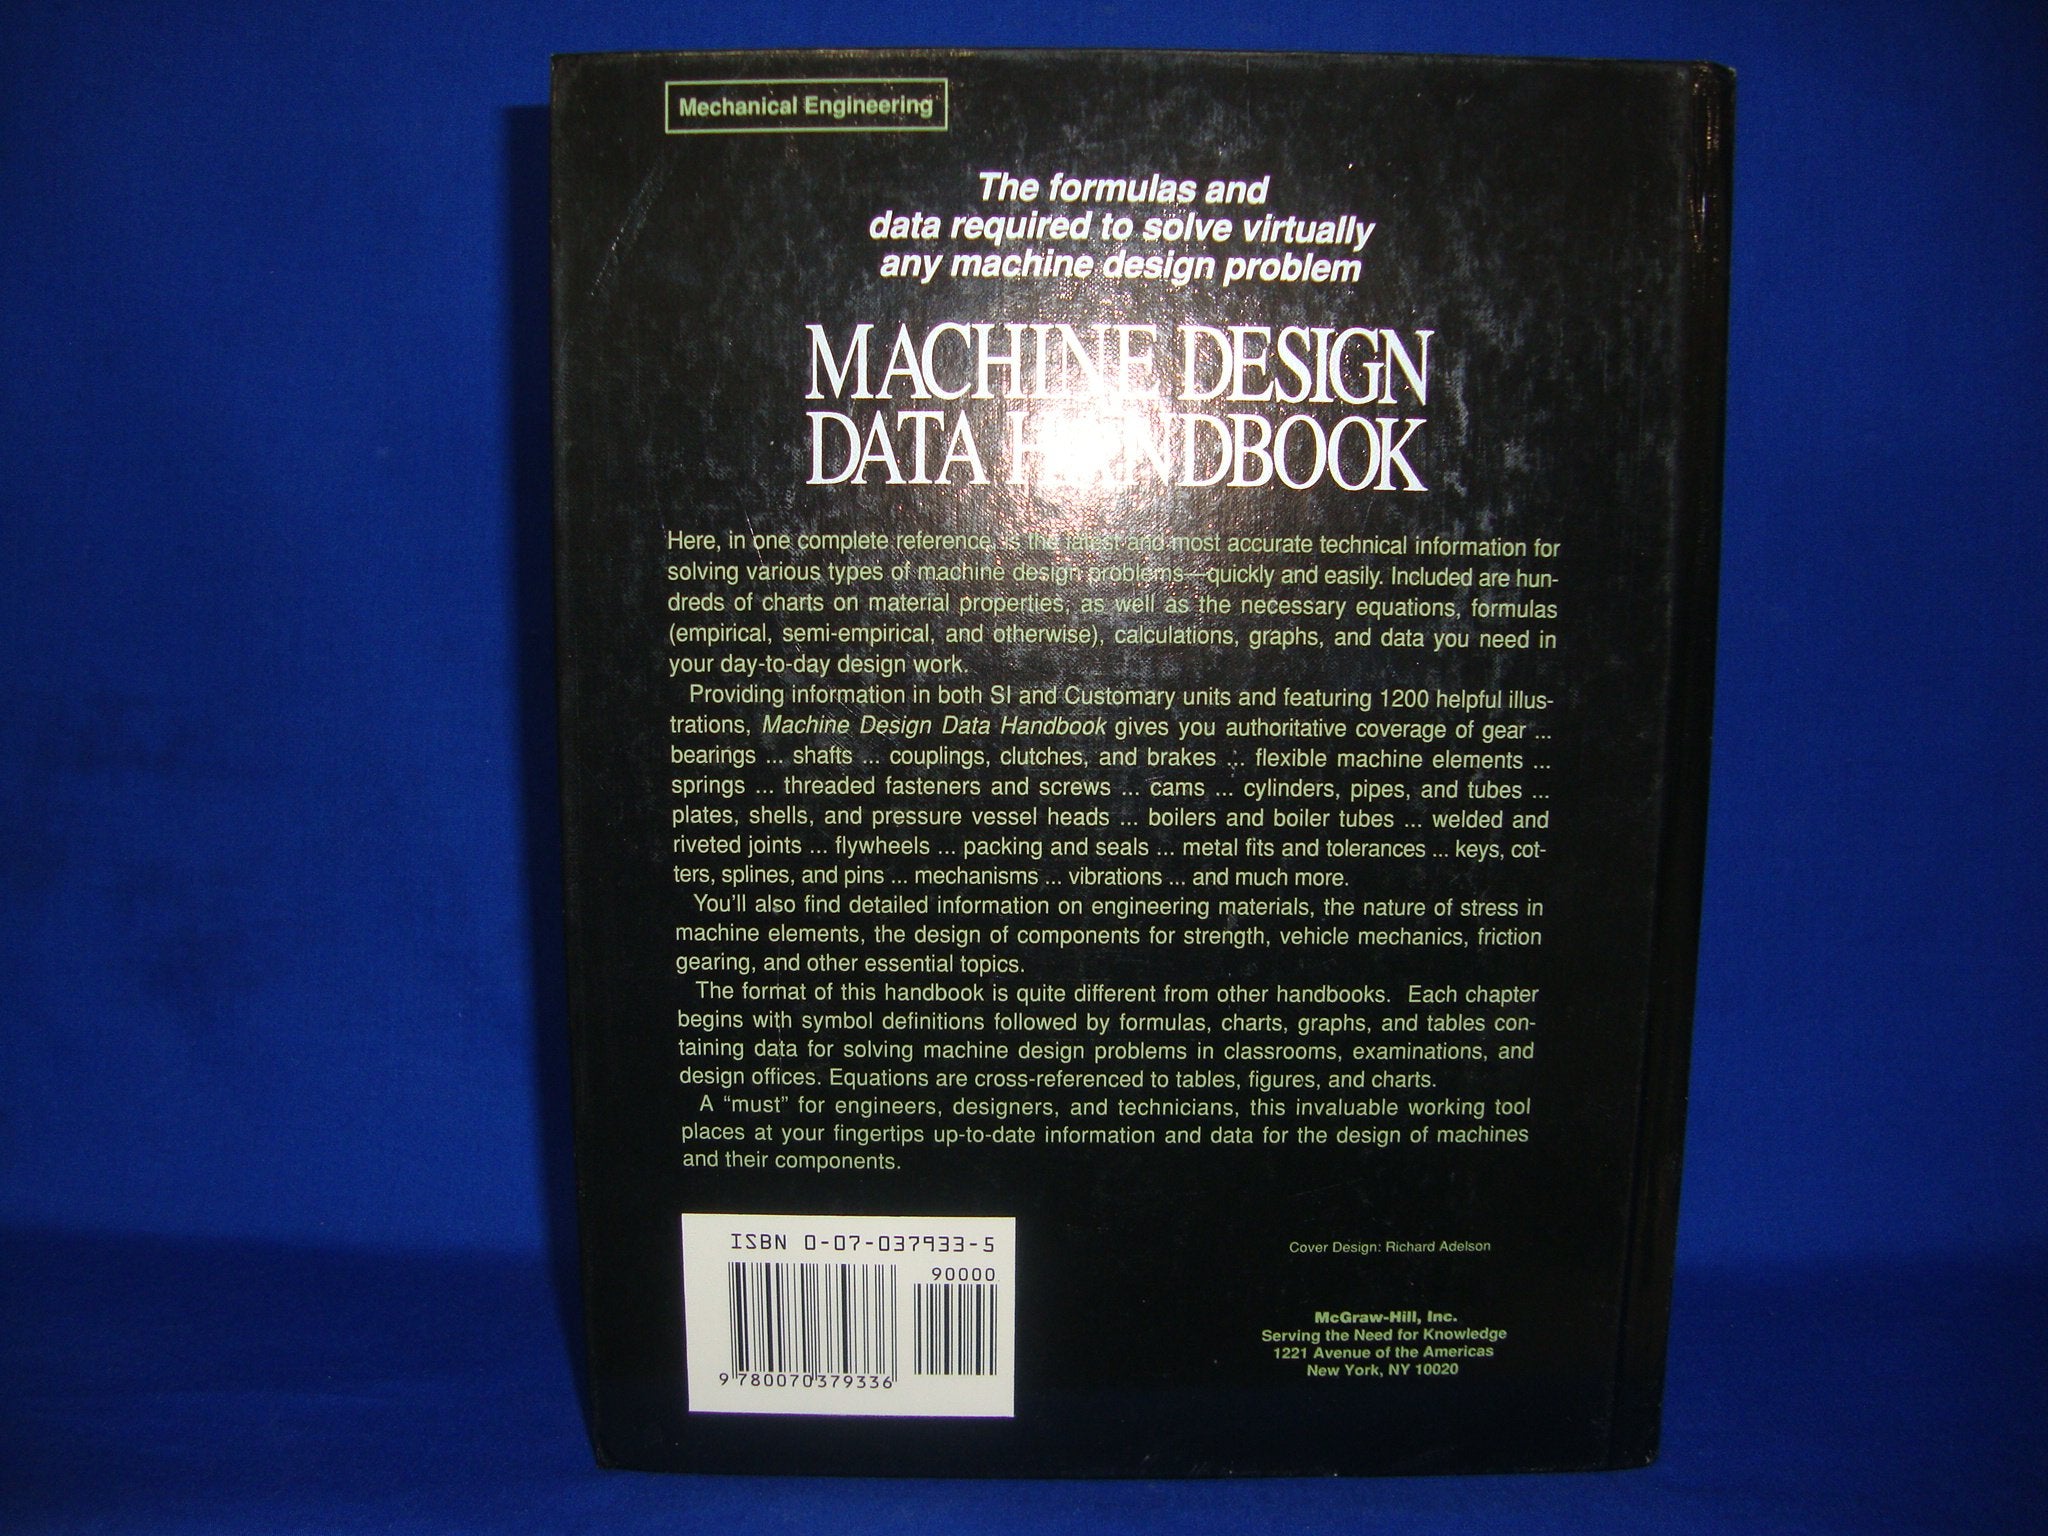 Mechanical Engineering
The formulas and
data required to solve virtually
any machine design problem
MACHINE DESIGN
DATA HANDBOOK
Here, in one complete reference, is the latest and most accurate technical information for
solving various types of machine design problems—quickly and easily. Included are hun-
dreds of charts on material properties, as well as the necessary equations, formulas
(empirical, semi-empirical, and otherwise), calculations, graphs, and data you need in
your day-to-day design work.
Providing information in both SI and Customary units and featuring 1200 helpful illus-
trations, Machine Design Data Handbook gives you authoritative coverage of gear ...
bearings ... shafts ... couplings, clutches, and brakes ... flexible machine elements ...
springs ... threaded fasteners and screws ... cams ... cylinders, pipes, and tubes ...
plates, shells, and pressure vessel heads ... boilers and boiler tubes ... welded and
riveted joints ... flywheels ... packing and seals ... metal fits and tolerances ... keys, cot-
ters, splines, and pins ... mechanisms ... vibrations ... and much more.
You'll also find detailed information on engineering materials, the nature of stress in
machine elements, the design of components for strength, vehicle mechanics, friction
gearing, and other essential topics.
The format of this handbook is quite different from other handbooks. Each chapter
begins with symbol definitions followed by formulas, charts, graphs, and tables con-
taining data for solving machine design problems in classrooms, examinations, and
design offices. Equations are cross-referenced to tables, figures, and charts.
A "must" for engineers, designers, and technicians, this invaluable working tool
places at your fingertips up-to-date information and data for the design of machines
and their components.
ISBN 0-07-037933-5
90000
9 780070 379336
Cover Design: Richard Adelson
McGraw-Hill, Inc.
Serving the Need for Knowledge
1221 Avenue of the Americas
New York, NY 10020